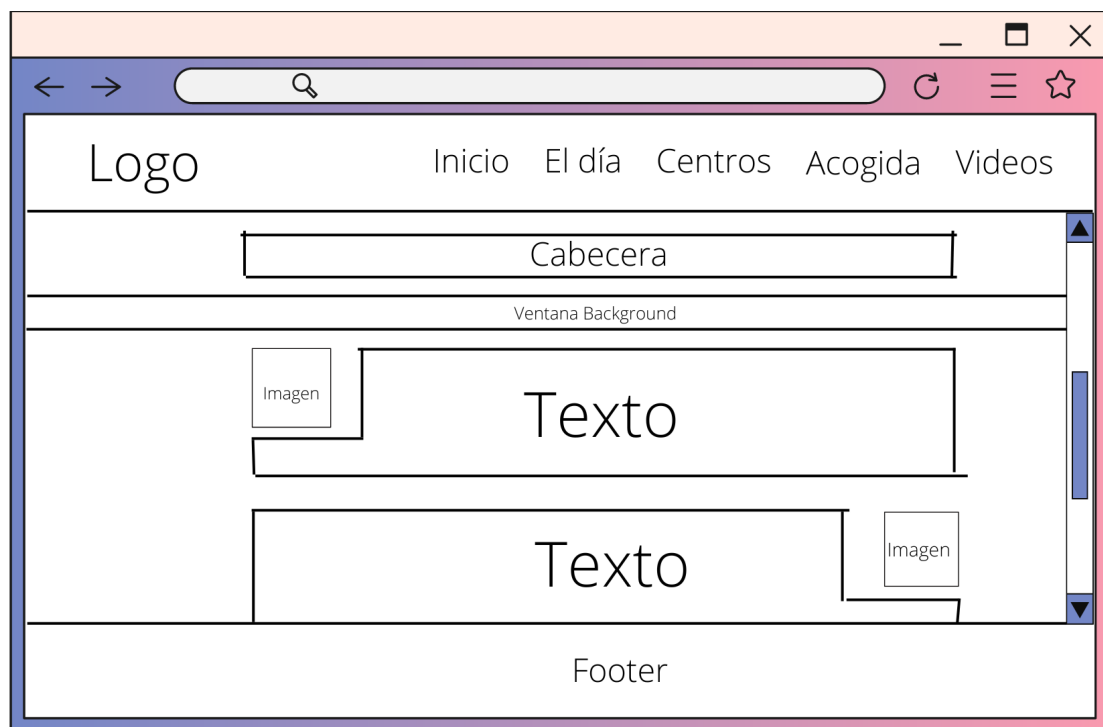 Logo
Inicio El día Centros Acogida Videos
Cabecera
Ventana Background
Imagen
Texto
Texto
Imagen
Footer